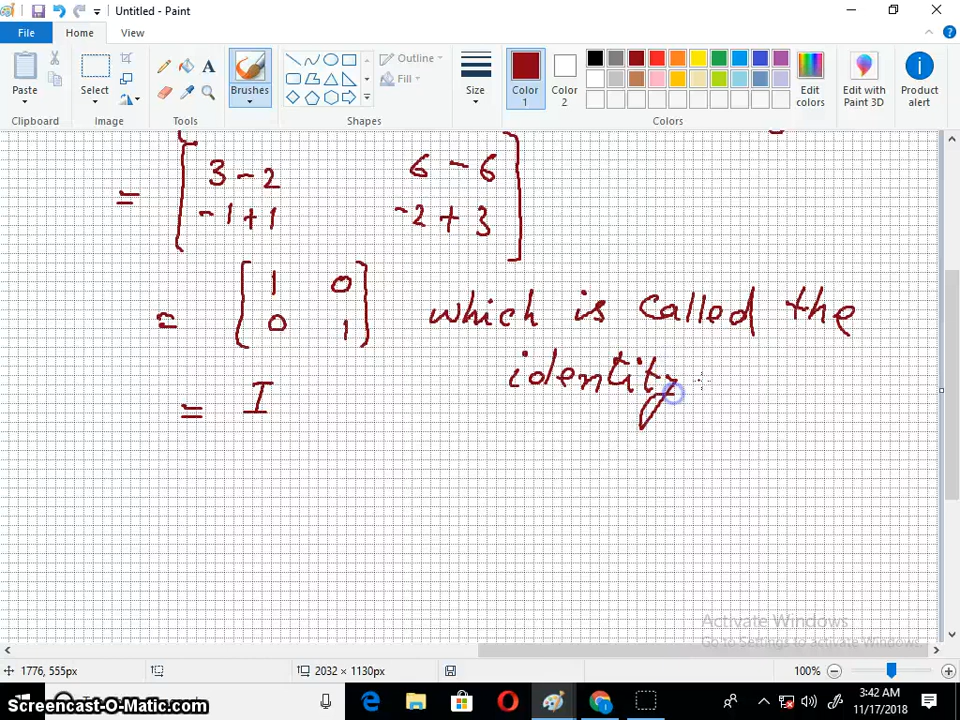 Untitled - Paint
File Home View
Paste Select Brushes Size Color 1 Color 2 Edit colors Edit with Paint 3D Product alert
Outline
Fill
Clipboard Image Tools Shapes Colors
= [ 3 - 2 6 - 6
-1 + 1 -2 + 3 ]
= [ 1 0
0 1 ] which is called the
identity
= I
Activate Windows
Go to Settings to activate Windows.
1776, 555px 2032 × 1130px 100%
Screencast-O-Matic.com
3:42 AM
11/17/2018